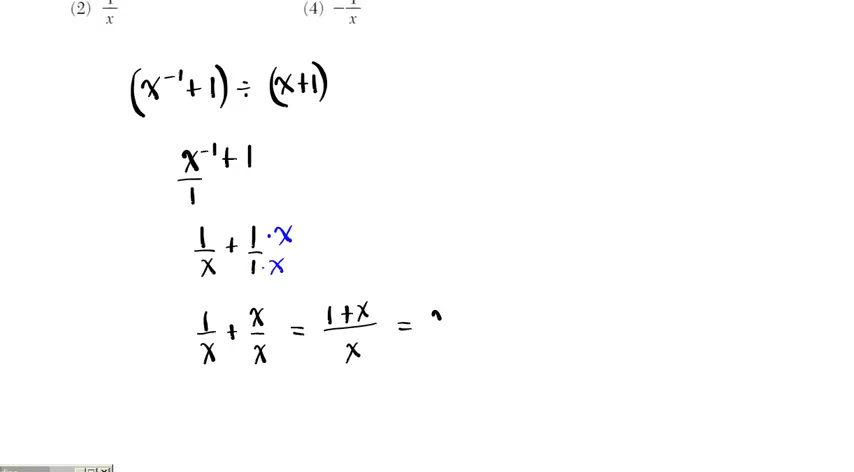 (2) 1/x (4) -1/x
(x⁻¹ + 1) ÷ (x + 1)
x⁻¹/1 + 1
1/x + 1·x/1·x
1/x + x/x = (1 + x)/x =